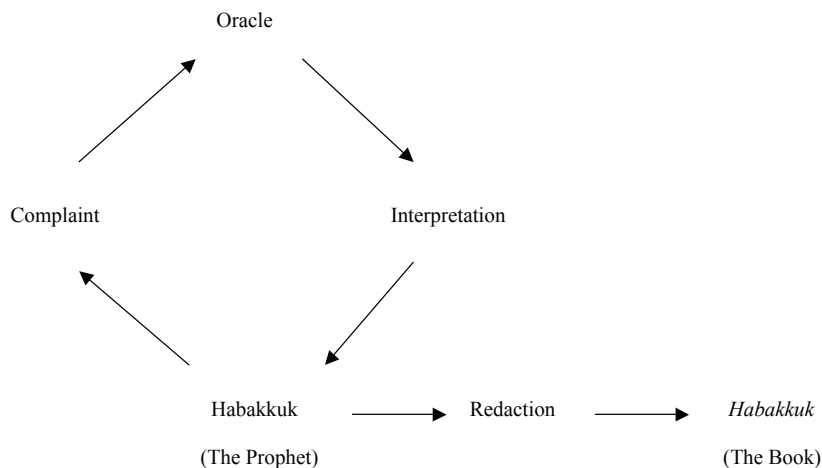 Oracle
Complaint Interpretation
Habakkuk Redaction Habakkuk
(The Prophet) (The Book)